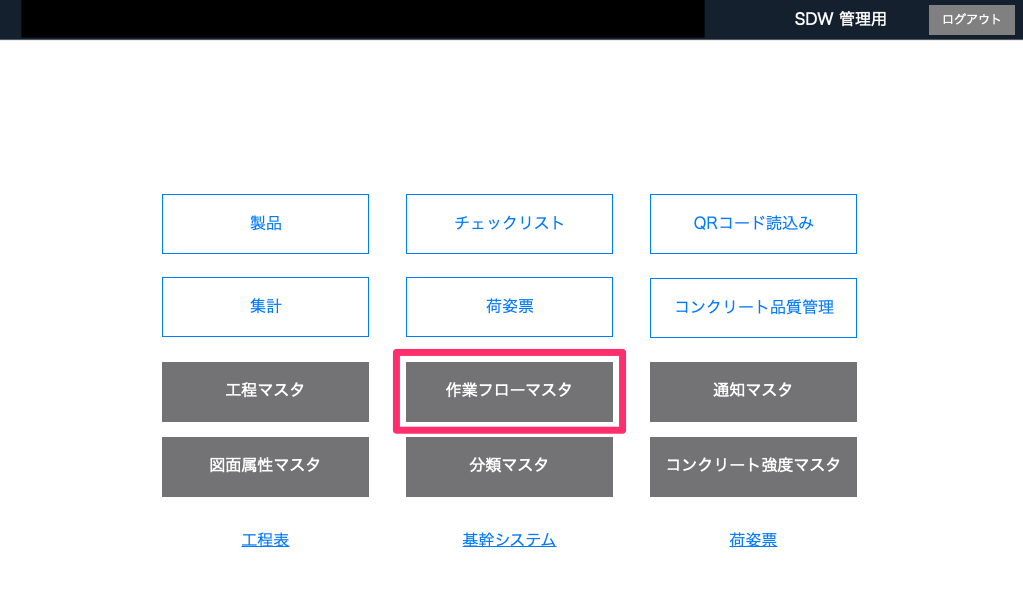 SDW 管理用
ログアウト
製品
チェックリスト
QRコード読込み
集計
荷姿票
コンクリート品質管理
工程マスタ
作業フローマスタ
通知マスタ
図面属性マスタ
分類マスタ
コンクリート強度マスタ
工程表
基幹システム
荷姿票